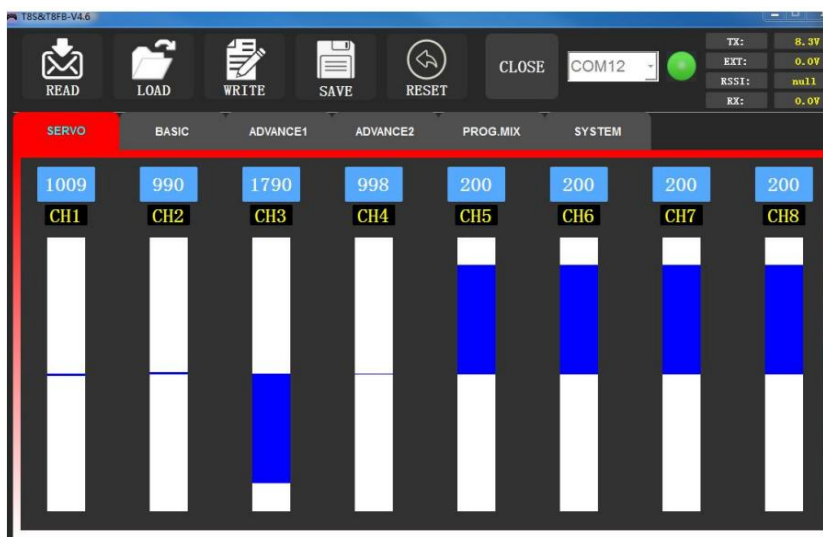 T8S&T8FB-V4.6
READ LOAD WRITE SAVE RESET CLOSE COM12
TX: 8.3V
EXT: 0.0V
RSSI: null
RX: 0.0V
SERVO BASIC ADVANCE1 ADVANCE2 PROG.MIX SYSTEM
1009 990 1790 998 200 200 200 200
CH1 CH2 CH3 CH4 CH5 CH6 CH7 CH8